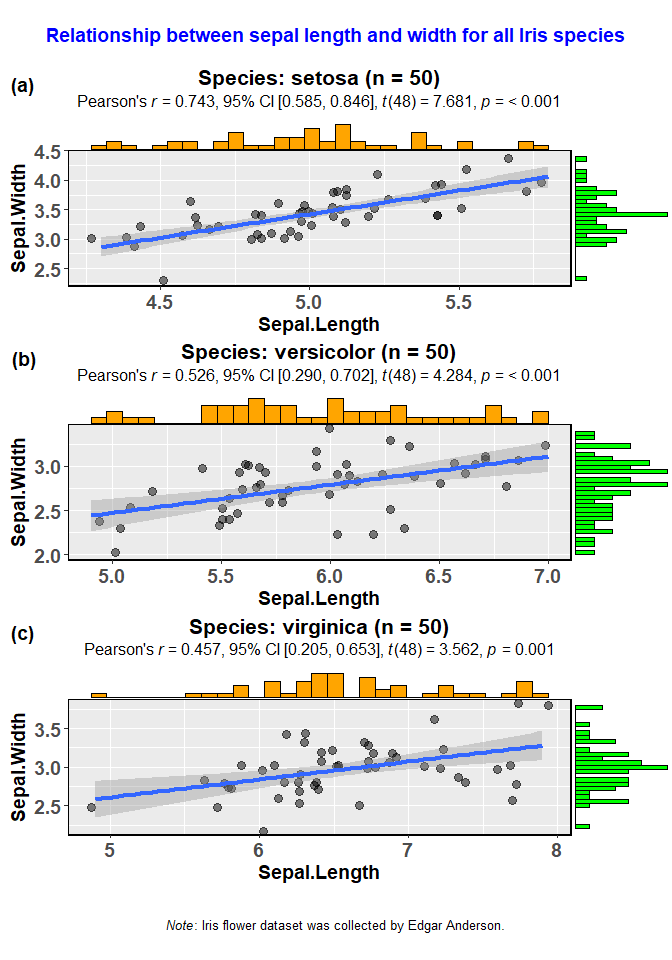 Relationship between sepal length and width for all Iris species
(a)
Species: setosa (n = 50)
Pearson's r = 0.743, 95% CI [0.585, 0.846], t(48) = 7.681, p = < 0.001
4.5
4.0
3.5
3.0
2.5
Sepal.Width
4.5 5.0 5.5
Sepal.Length
(b)
Species: versicolor (n = 50)
Pearson's r = 0.526, 95% CI [0.290, 0.702], t(48) = 4.284, p = < 0.001
3.0
2.5
2.0
Sepal.Width
5.0 5.5 6.0 6.5 7.0
Sepal.Length
(c)
Species: virginica (n = 50)
Pearson's r = 0.457, 95% CI [0.205, 0.653], t(48) = 3.562, p = 0.001
3.5
3.0
2.5
Sepal.Width
5 6 7 8
Sepal.Length
Note: Iris flower dataset was collected by Edgar Anderson.